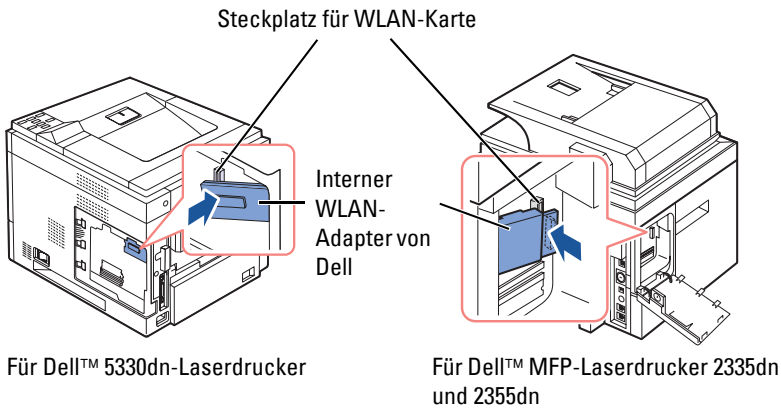 Steckplatz für WLAN-Karte
Interner
WLAN-
Adapter von
Dell
Für Dell™ 5330dn-Laserdrucker
Für Dell™ MFP-Laserdrucker 2335dn
und 2355dn